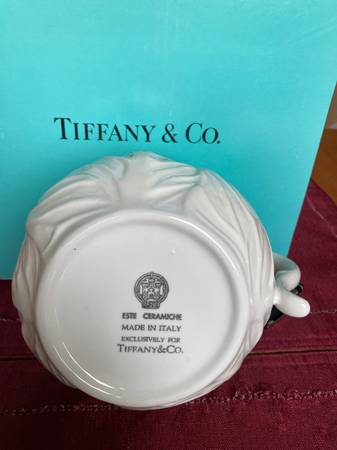 TIFFANY & CO.
ESTE CERAMICHE
MADE IN ITALY
EXCLUSIVELY FOR
TIFFANY&CO.